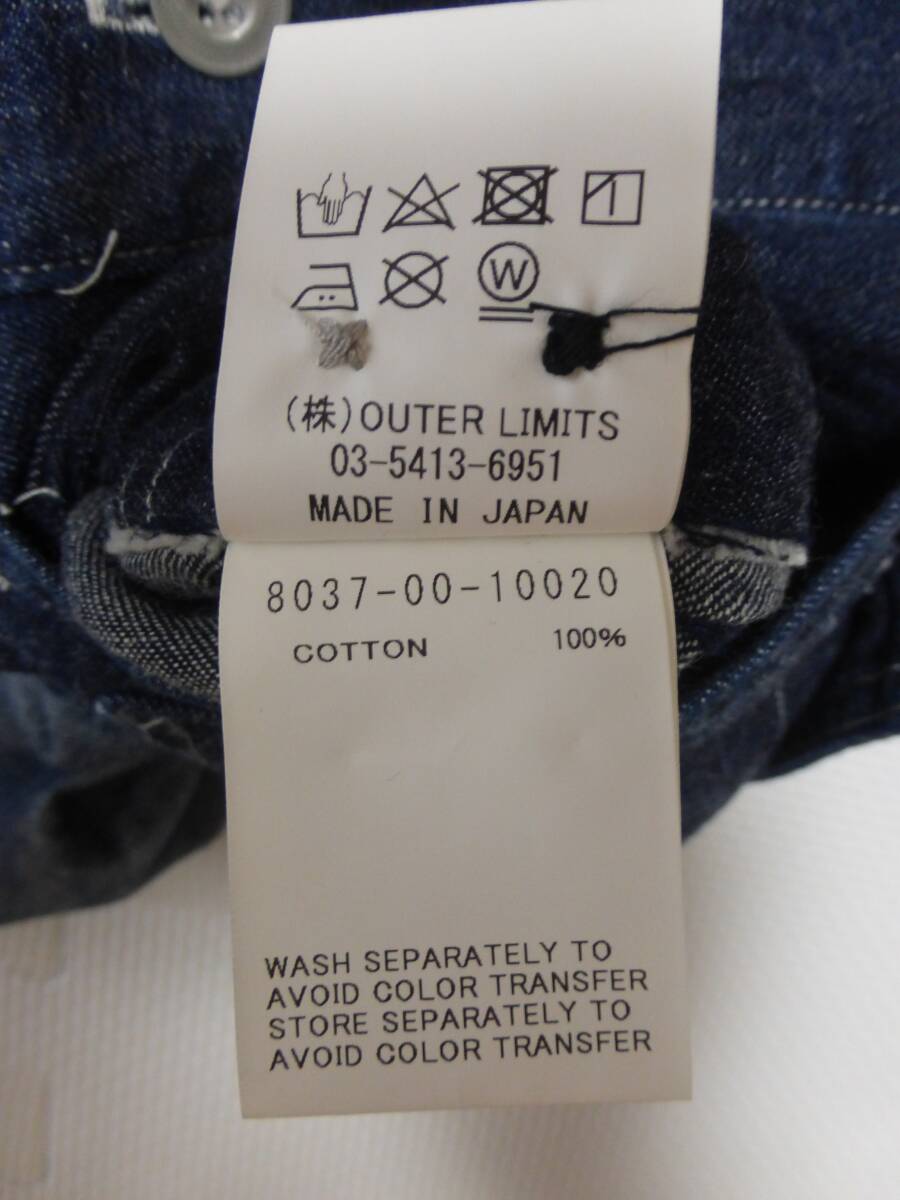 W
(株)OUTER LIMITS
03-5413-6951
MADE IN JAPAN
8037-00-10020
COTTON 100%
WASH SEPARATELY TO
AVOID COLOR TRANSFER
STORE SEPARATELY TO
AVOID COLOR TRANSFER